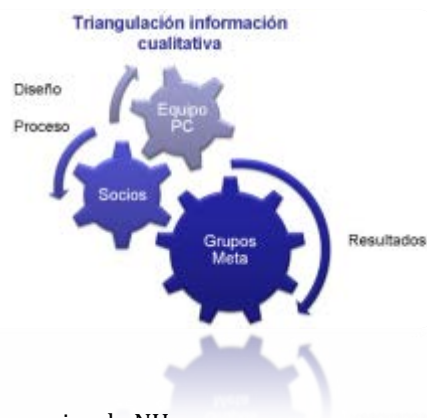 Triangulación información
cualitativa
Diseño
Equipo
PC
Proceso
Socios
Grupos
Meta
Resultados